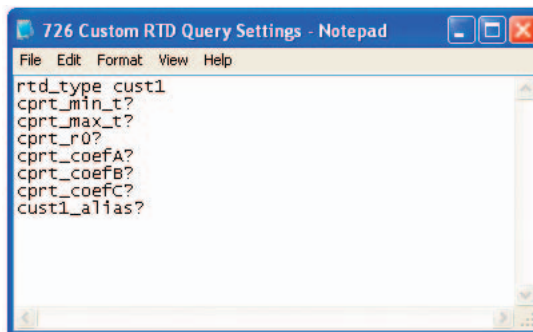 726 Custom RTD Query Settings - Notepad
File Edit Format View Help
rtd_type cust1
cprt_min_t?
cprt_max_t?
cprt_r0?
cprt_coefA?
cprt_coefB?
cprt_coefC?
cust1_alias?